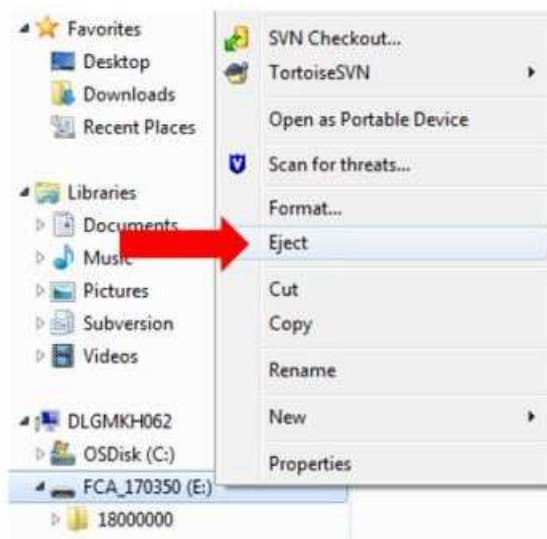 Favorites
Desktop
Downloads
Recent Places
Libraries
Documents
Music
Pictures
Subversion
Videos
DLGMKH062
OSDisk (C:)
FCA_170350 (E:)
18000000
SVN Checkout...
TortoiseSVN
Open as Portable Device
Scan for threats...
Format...
Eject
Cut
Copy
Rename
New
Properties